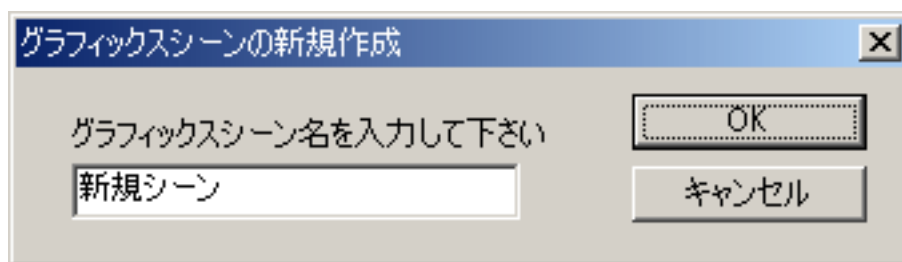 グラフィックスシーンの新規作成
グラフィックスシーン名を入力して下さい
OK
新規シーン
キャンセル